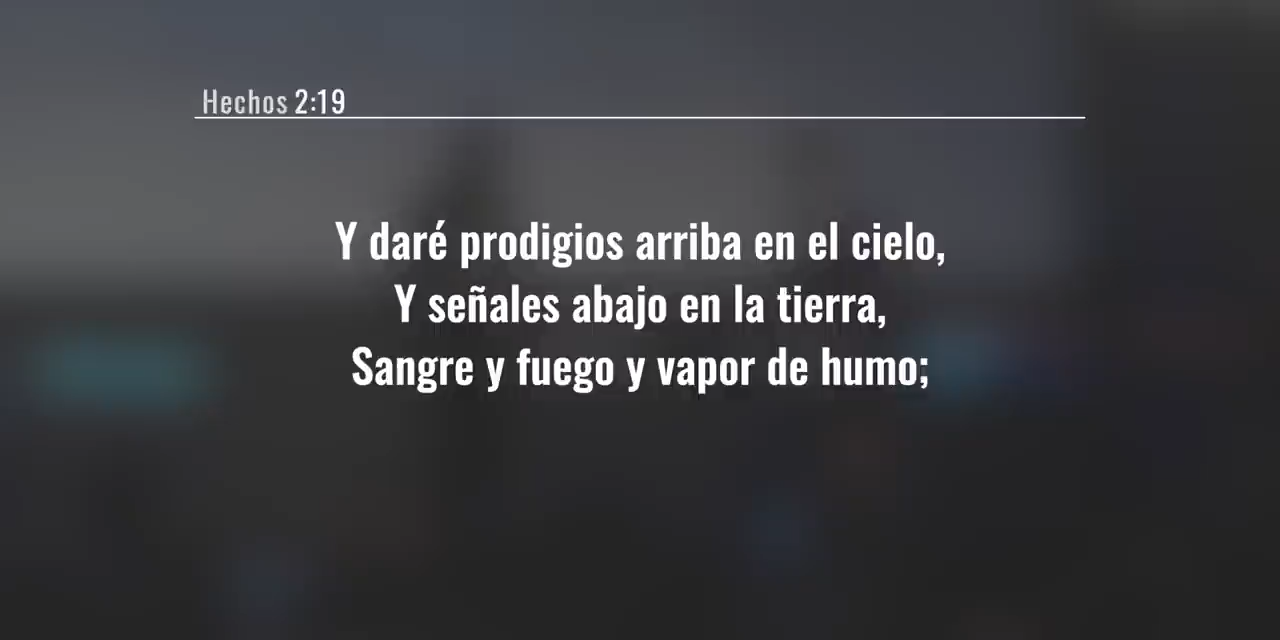 Hechos 2:19
Y daré prodigios arriba en el cielo,
Y señales abajo en la tierra,
Sangre y fuego y vapor de humo;